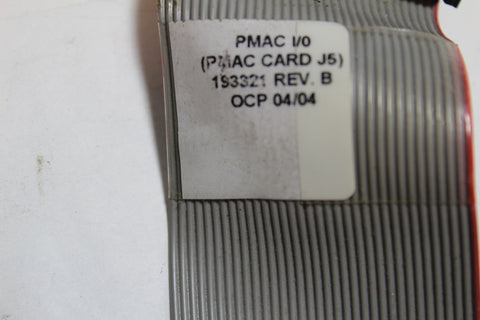 PMAC I/0
(PMAC CARD J5)
193321 REV. B
OCP 04/04